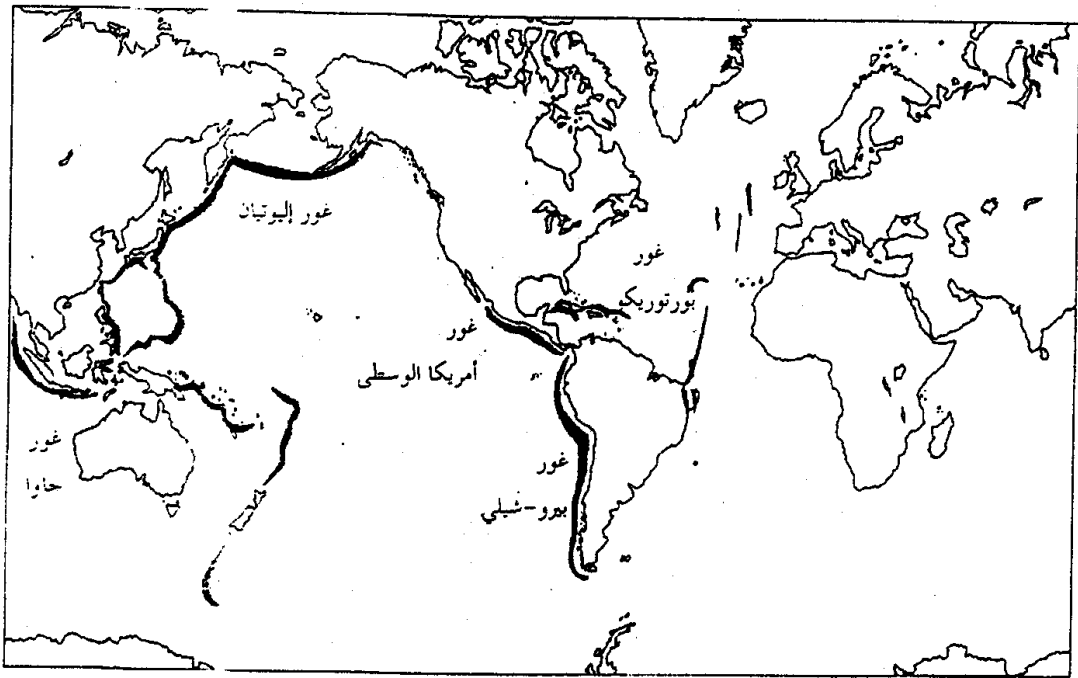 غور إليوتيان
غور
بورتوريكو
غور
أمريكا الوسطى
غور
جاوا
غور
بيرو-شيلي